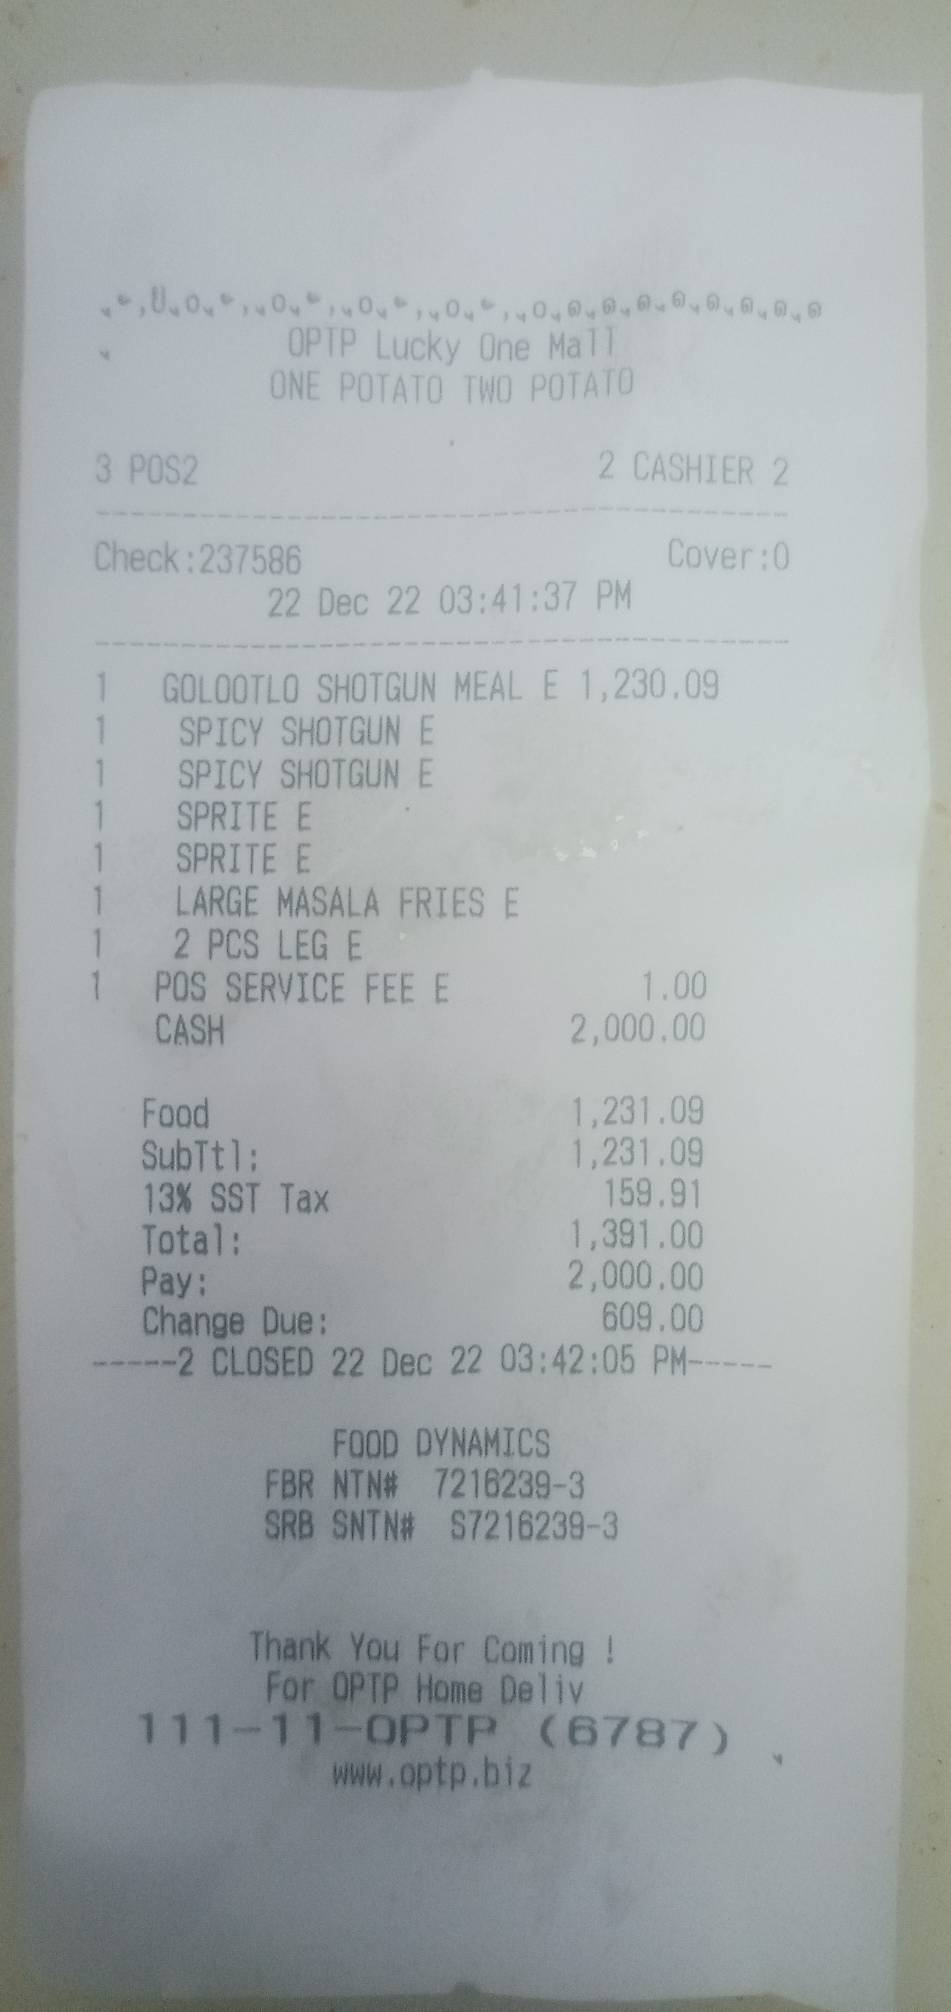 OPTP Lucky One Mall
ONE POTATO TWO POTATO
3 POS2 2 CASHIER 2
Check:237586 Cover:0
22 Dec 22 03:41:37 PM
1 GOLOOTLO SHOTGUN MEAL E 1,230.09
1 SPICY SHOTGUN E
1 SPICY SHOTGUN E
1 SPRITE E
1 SPRITE E
1 LARGE MASALA FRIES E
1 2 PCS LEG E
1 POS SERVICE FEE E 1.00
CASH 2,000.00
Food 1,231.09
SubTtl: 1,231.09
13% SST Tax 159.91
Total: 1,391.00
Pay: 2,000.00
Change Due: 609.00
-----2 CLOSED 22 Dec 22 03:42:05 PM-----
FOOD DYNAMICS
FBR NTN# 7216239-3
SRB SNTN# S7216239-3
Thank You For Coming !
For OPTP Home Deliv
111-11-OPTP (6787)
www.optp.biz